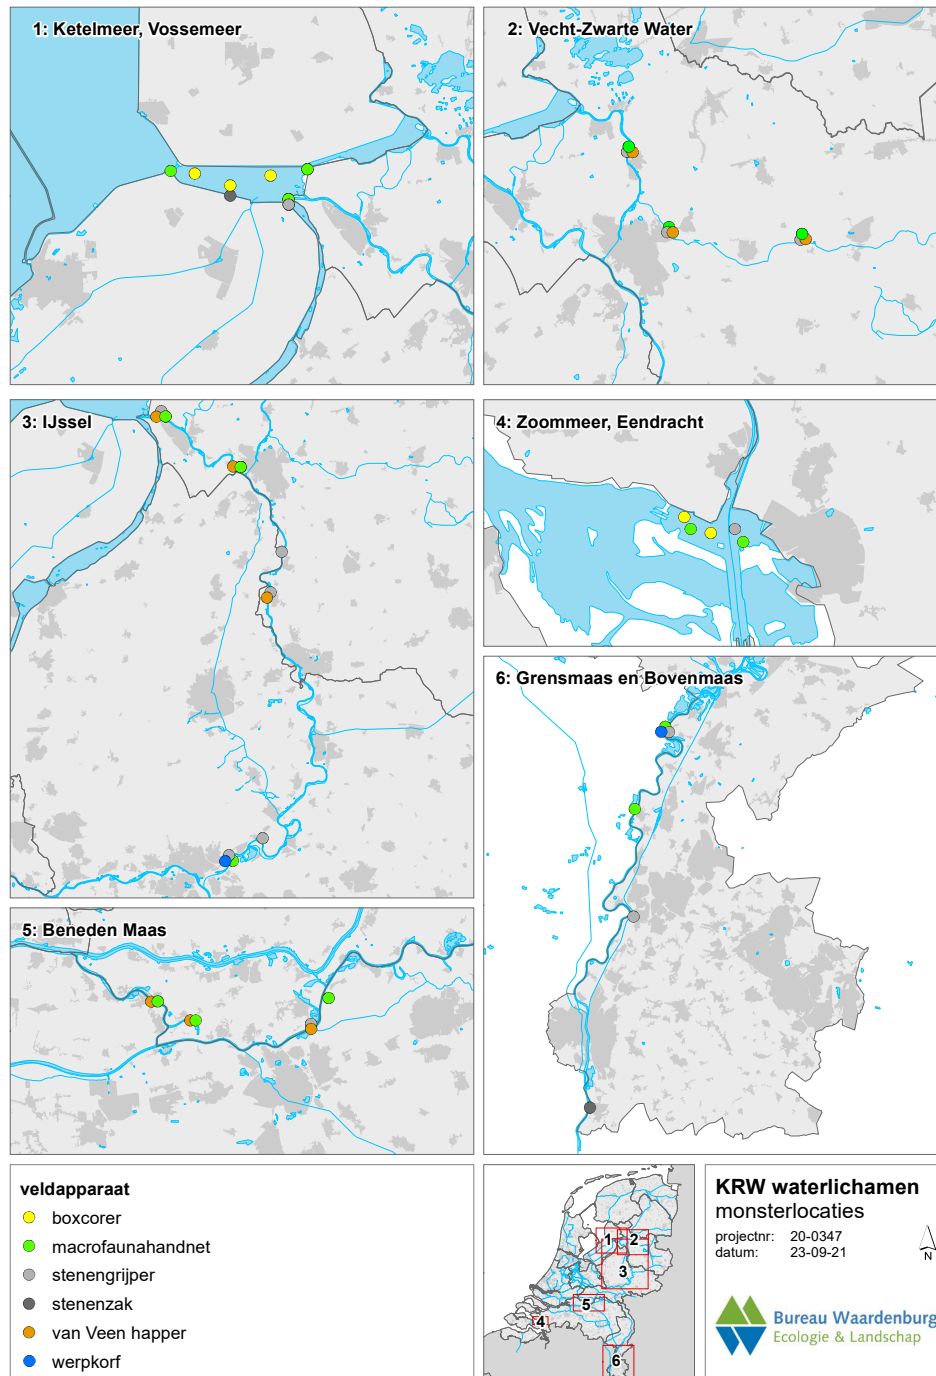 1: Ketelmeer, Vossemeer
2: Vecht-Zwarte Water
3: IJssel
4: Zoommeer, Eendracht
6: Grensmaas en Bovenmaas
5: Beneden Maas
veldapparaat
boxcorer
macrofaunahandnet
stenengrijper
stenenzak
van Veen happer
werpkorf
1
2
3
5
4
6
KRW waterlichamen
monsterlocaties
projectnr: 20-0347
datum: 23-09-21
N
Bureau Waardenburg
Ecologie & Landschap